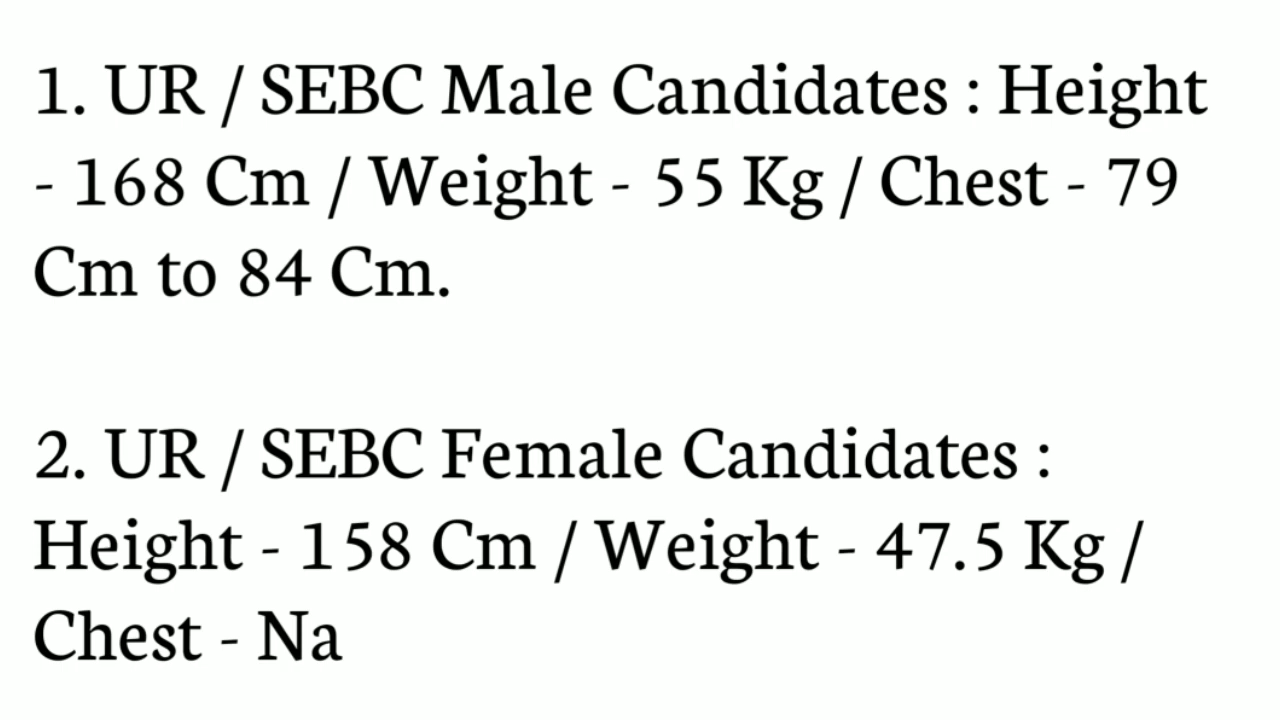 1. UR / SEBC Male Candidates : Height
- 168 Cm / Weight - 55 Kg / Chest - 79
Cm to 84 Cm.
2. UR / SEBC Female Candidates :
Height - 158 Cm / Weight - 47.5 Kg /
Chest - Na